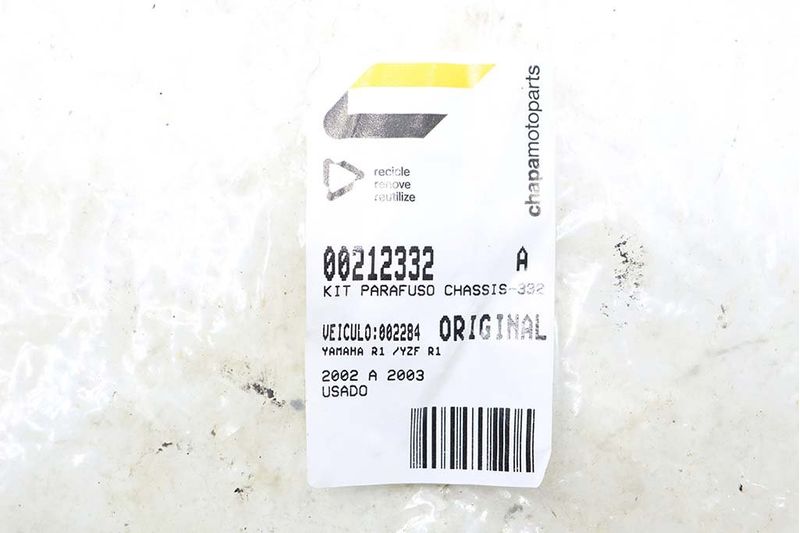 chapamotoparts
recicle
renove
reutilize
00212332 A
KIT PARAFUSO CHASSIS-332
VEICULO:002284 ORIGINAL
YAMAHA R1 /YZF R1
2002 A 2003
USADO